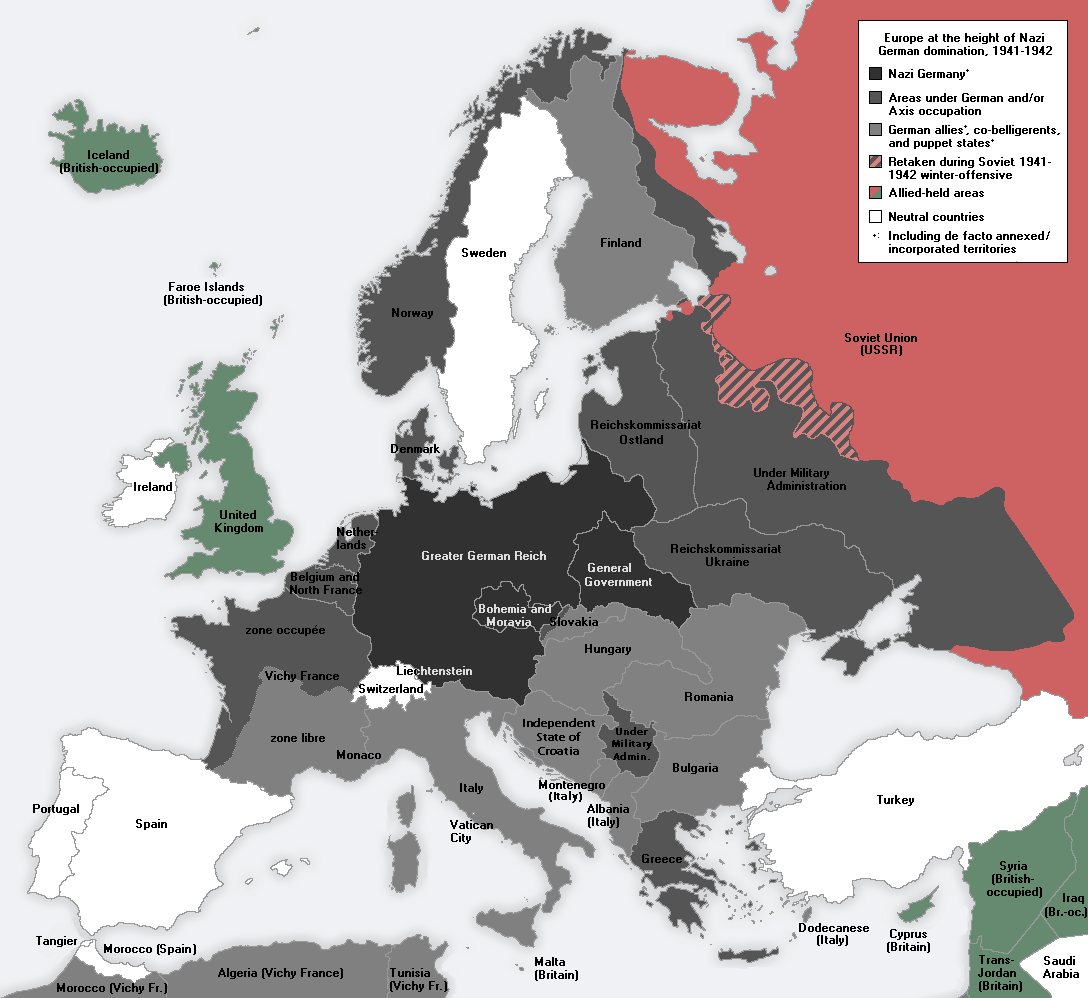 Europe at the height of Nazi
German domination, 1941-1942
Nazi Germany⁺
Areas under German and/or
Axis occupation
German allies⁺, co-belligerents,
and puppet states⁺
Retaken during Soviet 1941-
1942 winter-offensive
Allied-held areas
Neutral countries
⁺: Including de facto annexed/
incorporated territories
Iceland
(British-occupied)
Faroe Islands
(British-occupied)
Sweden
Finland
Norway
Soviet Union
(USSR)
Denmark
Reichskommissariat
Ostland
Under Military
Administration
Ireland
United
Kingdom
Nether-
lands
Greater German Reich
Reichskommissariat
Ukraine
General
Government
Belgium and
North France
Bohemia and
Moravia
Slovakia
zone occupée
Hungary
Vichy France
Liechtenstein
Switzerland
Romania
zone libre
Independent
State of
Croatia
Under
Military
Admin.
Monaco
Bulgaria
Italy
Montenegro
(Italy)
Albania
(Italy)
Turkey
Portugal
Spain
Vatican
City
Greece
Syria
(British-
occupied)
Iraq
(Br.-oc.)
Dodecanese
(Italy)
Cyprus
(Britain)
Tangier
Morocco (Spain)
Malta
(Britain)
Trans-
Jordan
(Britain)
Saudi
Arabia
Algeria (Vichy France)
Tunisia
(Vichy Fr.)
Morocco (Vichy Fr.)